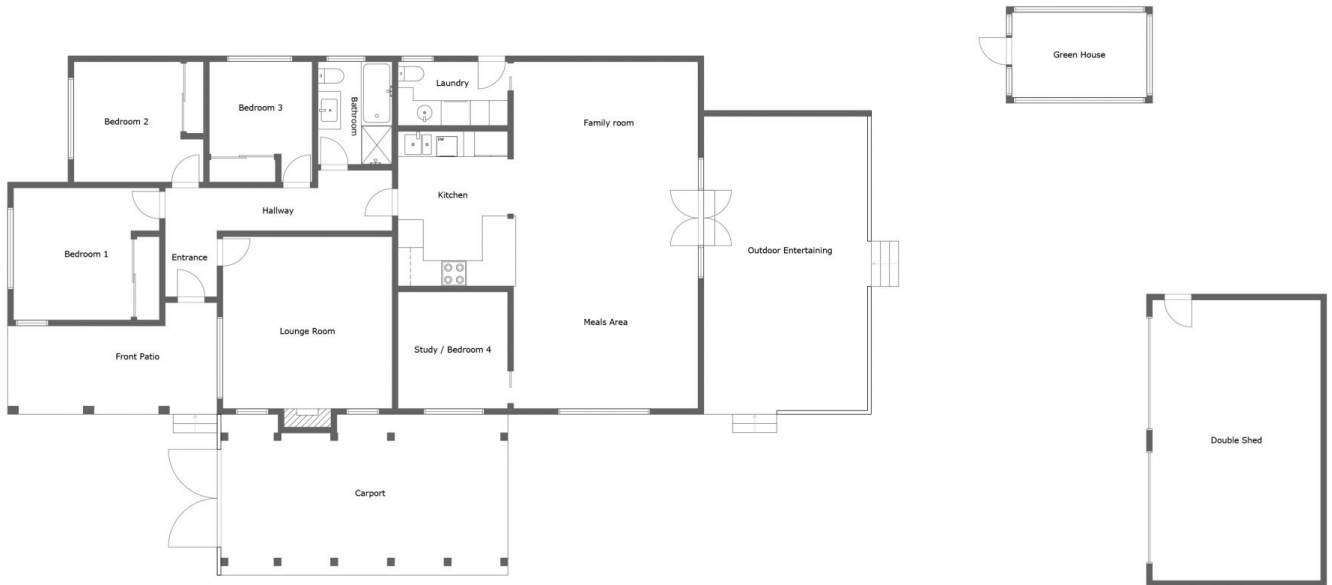 Green House
Laundry
Bedroom 3
Bathroom
Bedroom 2
Family room
Kitchen
Hallway
Outdoor Entertaining
Bedroom 1
Entrance
Meals Area
Lounge Room
Study / Bedroom 4
Front Patio
Double Shed
Carport
DW